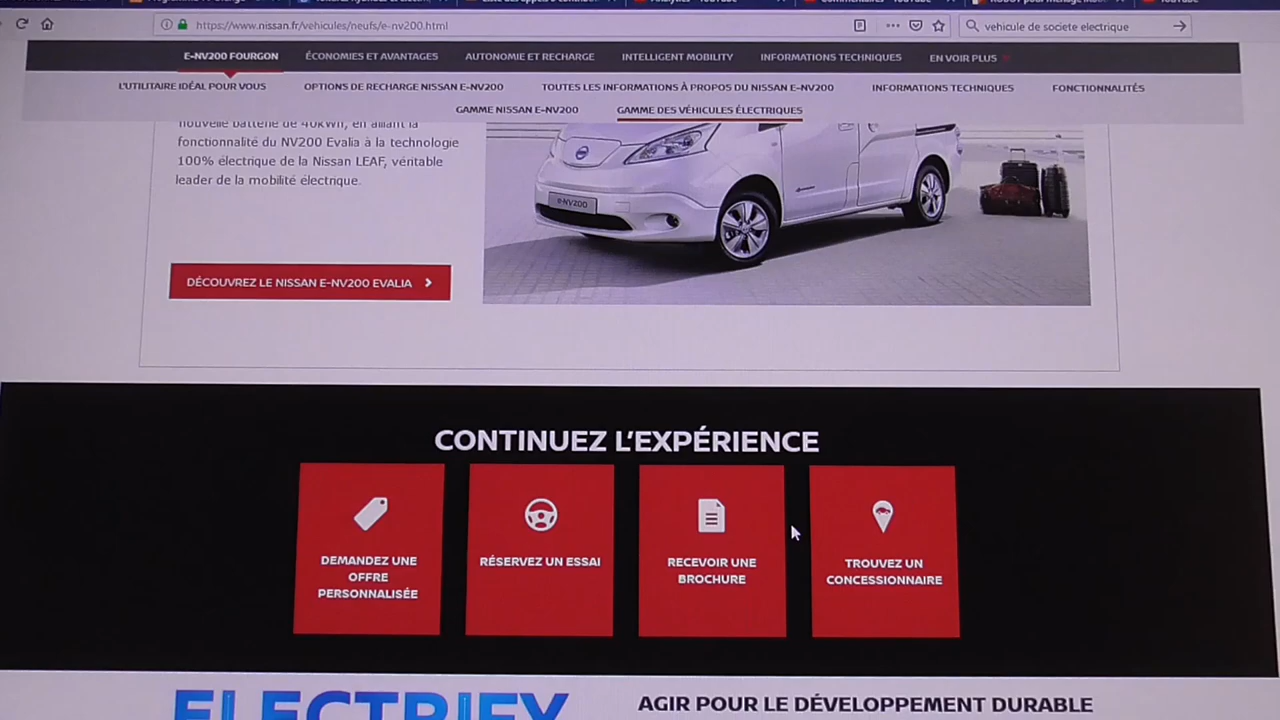 https://www.nissan.fr/vehicules/neufs/e-nv200.html
vehicule de societe electrique
E-NV200 FOURGON
ÉCONOMIES ET AVANTAGES
AUTONOMIE ET RECHARGE
INTELLIGENT MOBILITY
INFORMATIONS TECHNIQUES
EN VOIR PLUS
L'UTILITAIRE IDÉAL POUR VOUS
OPTIONS DE RECHARGE NISSAN E-NV200
TOUTES LES INFORMATIONS À PROPOS DU NISSAN E-NV200
INFORMATIONS TECHNIQUES
FONCTIONNALITÉS
GAMME NISSAN E-NV200
GAMME DES VÉHICULES ÉLECTRIQUES
nouvelle batterie de 40kWh, en alliant la
fonctionnalité du NV200 Evalia à la technologie
100% électrique de la Nissan LEAF, véritable
leader de la mobilité électrique.
e-NV200
DÉCOUVREZ LE NISSAN E-NV200 EVALIA
CONTINUEZ L'EXPÉRIENCE
DEMANDEZ UNE
OFFRE
PERSONNALISÉE
RÉSERVEZ UN ESSAI
RECEVOIR UNE
BROCHURE
TROUVEZ UN
CONCESSIONNAIRE
ELECTRIFY
AGIR POUR LE DÉVELOPPEMENT DURABLE